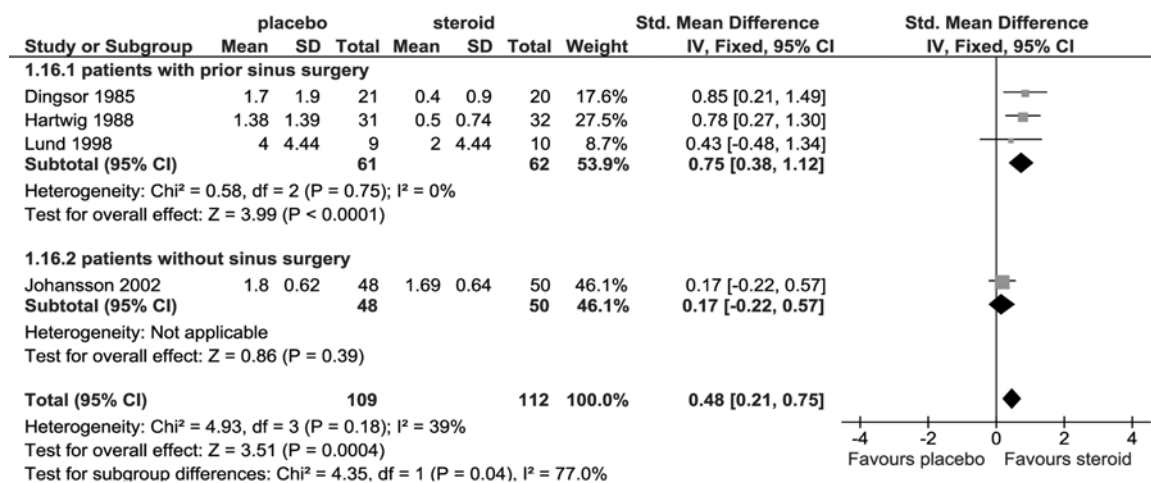 placebo steroid Std. Mean Difference Std. Mean Difference
Study or Subgroup Mean SD Total Mean SD Total Weight IV, Fixed, 95% CI IV, Fixed, 95% CI
1.16.1 patients with prior sinus surgery
Dingsor 1985 1.7 1.9 21 0.4 0.9 20 17.6% 0.85 [0.21, 1.49]
Hartwig 1988 1.38 1.39 31 0.5 0.74 32 27.5% 0.78 [0.27, 1.30]
Lund 1998 4 4.44 9 2 4.44 10 8.7% 0.43 [-0.48, 1.34]
Subtotal (95% CI) 61 62 53.9% 0.75 [0.38, 1.12]
Heterogeneity: Chi² = 0.58, df = 2 (P = 0.75); I² = 0%
Test for overall effect: Z = 3.99 (P < 0.0001)
1.16.2 patients without sinus surgery
Johansson 2002 1.8 0.62 48 1.69 0.64 50 46.1% 0.17 [-0.22, 0.57]
Subtotal (95% CI) 48 50 46.1% 0.17 [-0.22, 0.57]
Heterogeneity: Not applicable
Test for overall effect: Z = 0.86 (P = 0.39)
Total (95% CI) 109 112 100.0% 0.48 [0.21, 0.75]
Heterogeneity: Chi² = 4.93, df = 3 (P = 0.18); I² = 39%
Test for overall effect: Z = 3.51 (P = 0.0004)
Test for subgroup differences: Chi² = 4.35, df = 1 (P = 0.04), I² = 77.0%
-4 -2 0 2 4
Favours placebo Favours steroid